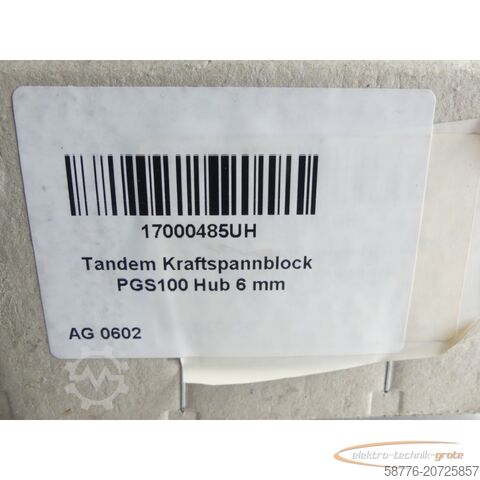 17000485UH
Tandem Kraftspannblock
PGS100 Hub 6 mm
AG 0602
elektro-technik-grote
58776-20725857